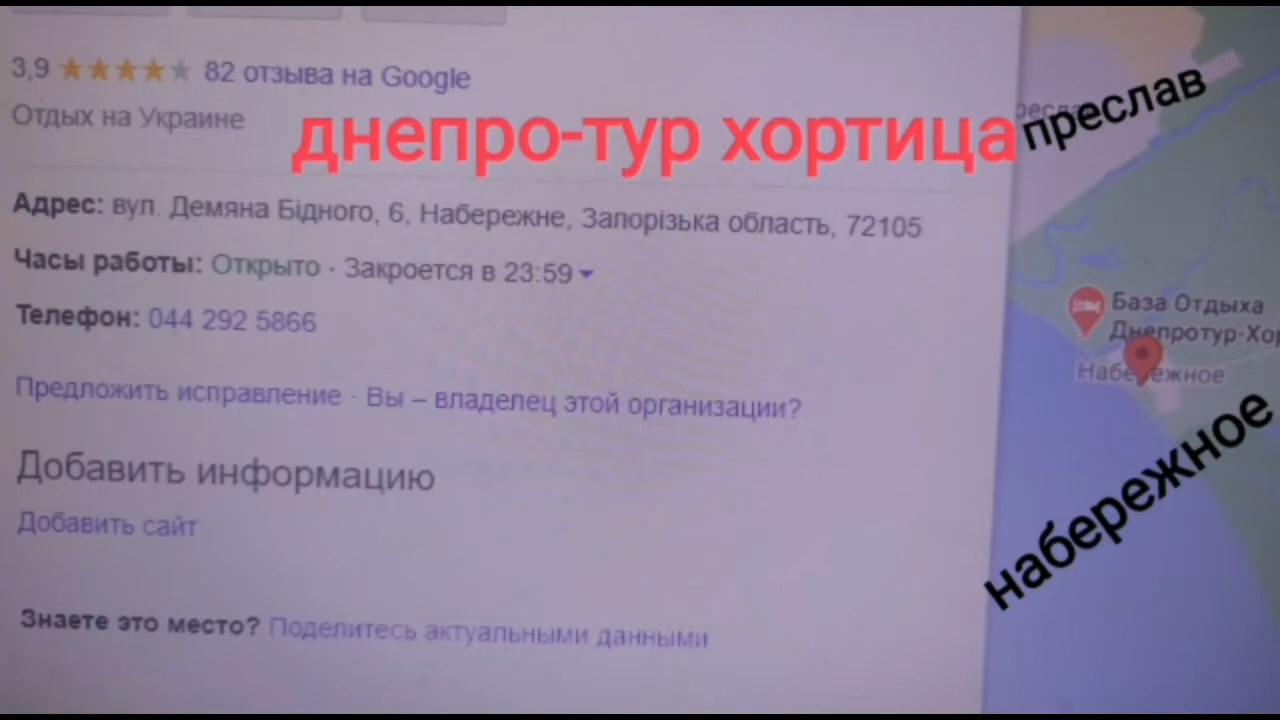 3,9 82 отзыва на Google
Отдых на Украине
днепро-тур хортица
преслав
Адрес: вул. Демяна Бідного, 6, Набережне, Запорізька область, 72105
Часы работы: Открыто · Закроется в 23:59
Телефон: 044 292 5866
База Отдыха
Днепротур-Хор
Набережное
Предложить исправление · Вы – владелец этой организации?
набережное
Добавить информацию
Добавить сайт
Знаете это место? Поделитесь актуальными данными